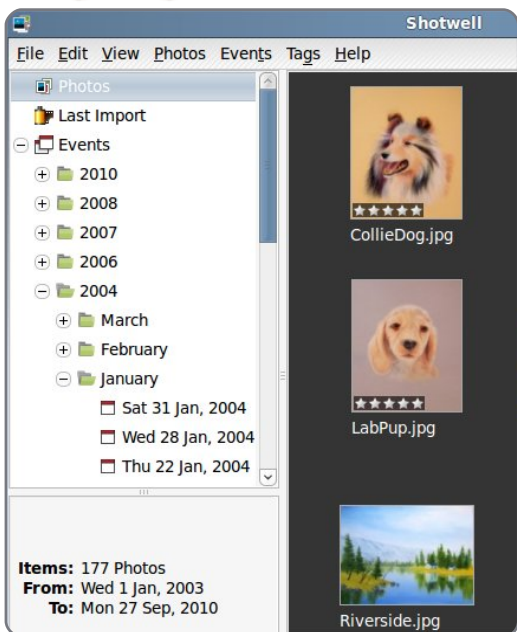 Shotwell
File Edit View Photos Events Tags Help
Photos
Last Import
Events
2010
2008
2007
2006
2004
March
February
January
Sat 31 Jan, 2004
Wed 28 Jan, 2004
Thu 22 Jan, 2004
Items: 177 Photos
From: Wed 1 Jan, 2003
To: Mon 27 Sep, 2010
CollieDog.jpg
LabPup.jpg
Riverside.jpg